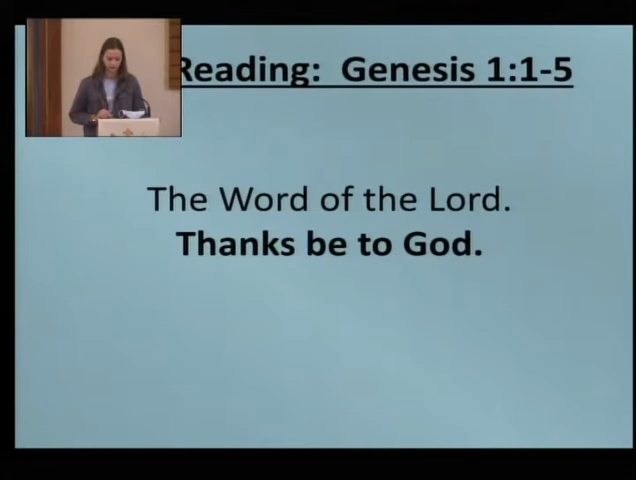 Reading: Genesis 1:1-5
The Word of the Lord.
Thanks be to God.